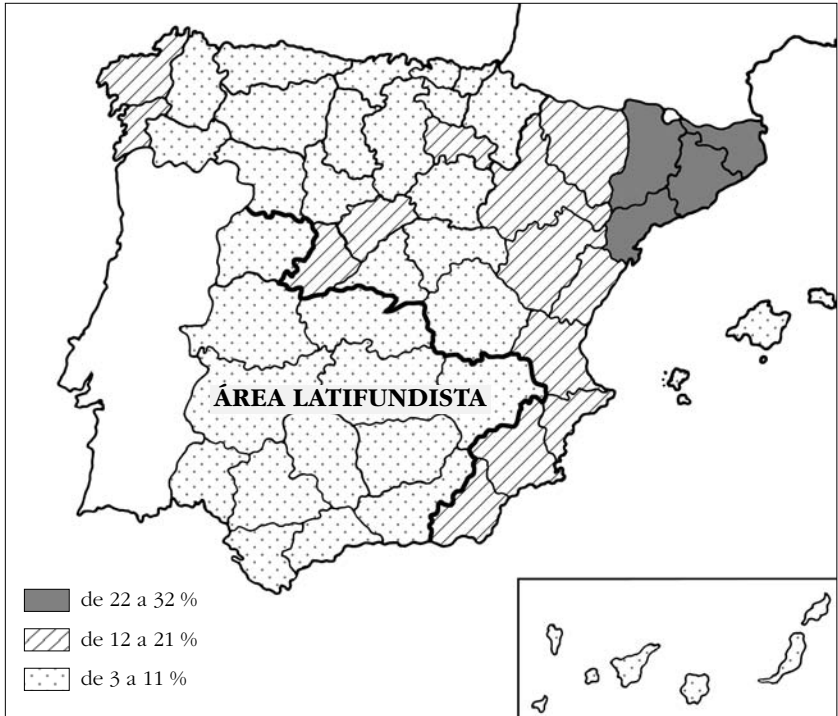 ÁREA LATIFUNDISTA
de 22 a 32 %
de 12 a 21 %
de 3 a 11 %